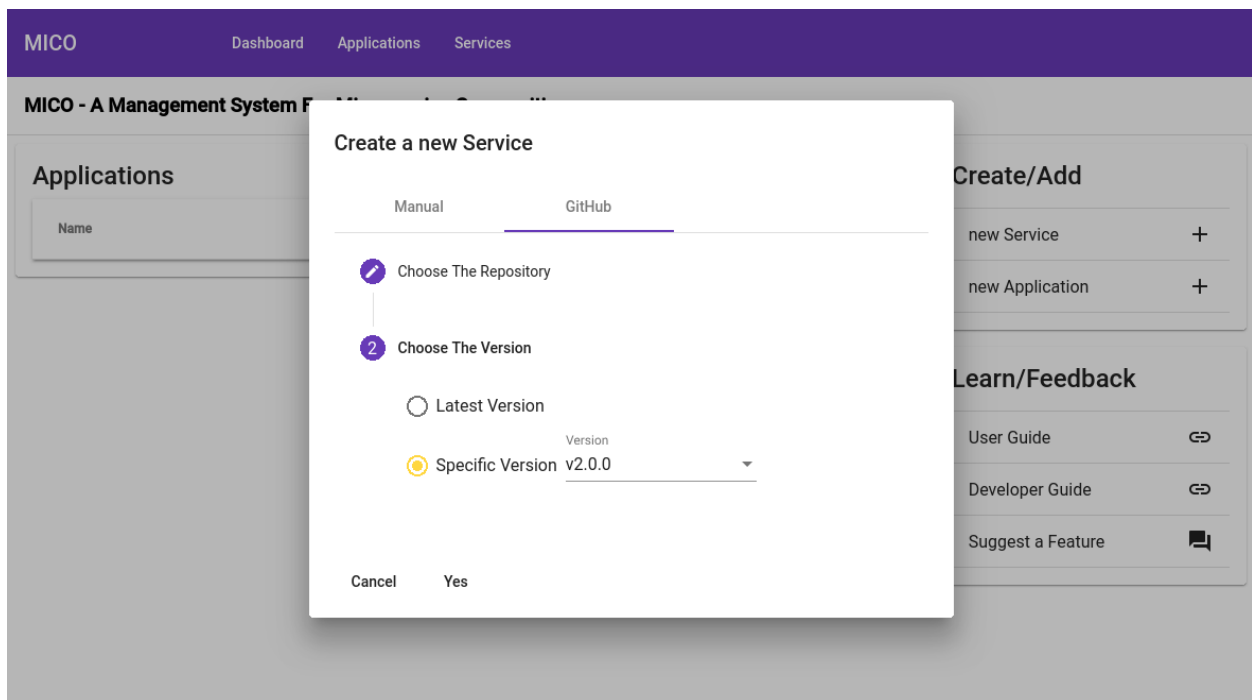 MICO Dashboard Applications Services
MICO - A Management System
Applications
Name
Create a new Service
Manual GitHub
Choose The Repository
2 Choose The Version
Latest Version
Version
Specific Version v2.0.0
Cancel Yes
Create/Add
new Service
new Application
Learn/Feedback
User Guide
Developer Guide
Suggest a Feature